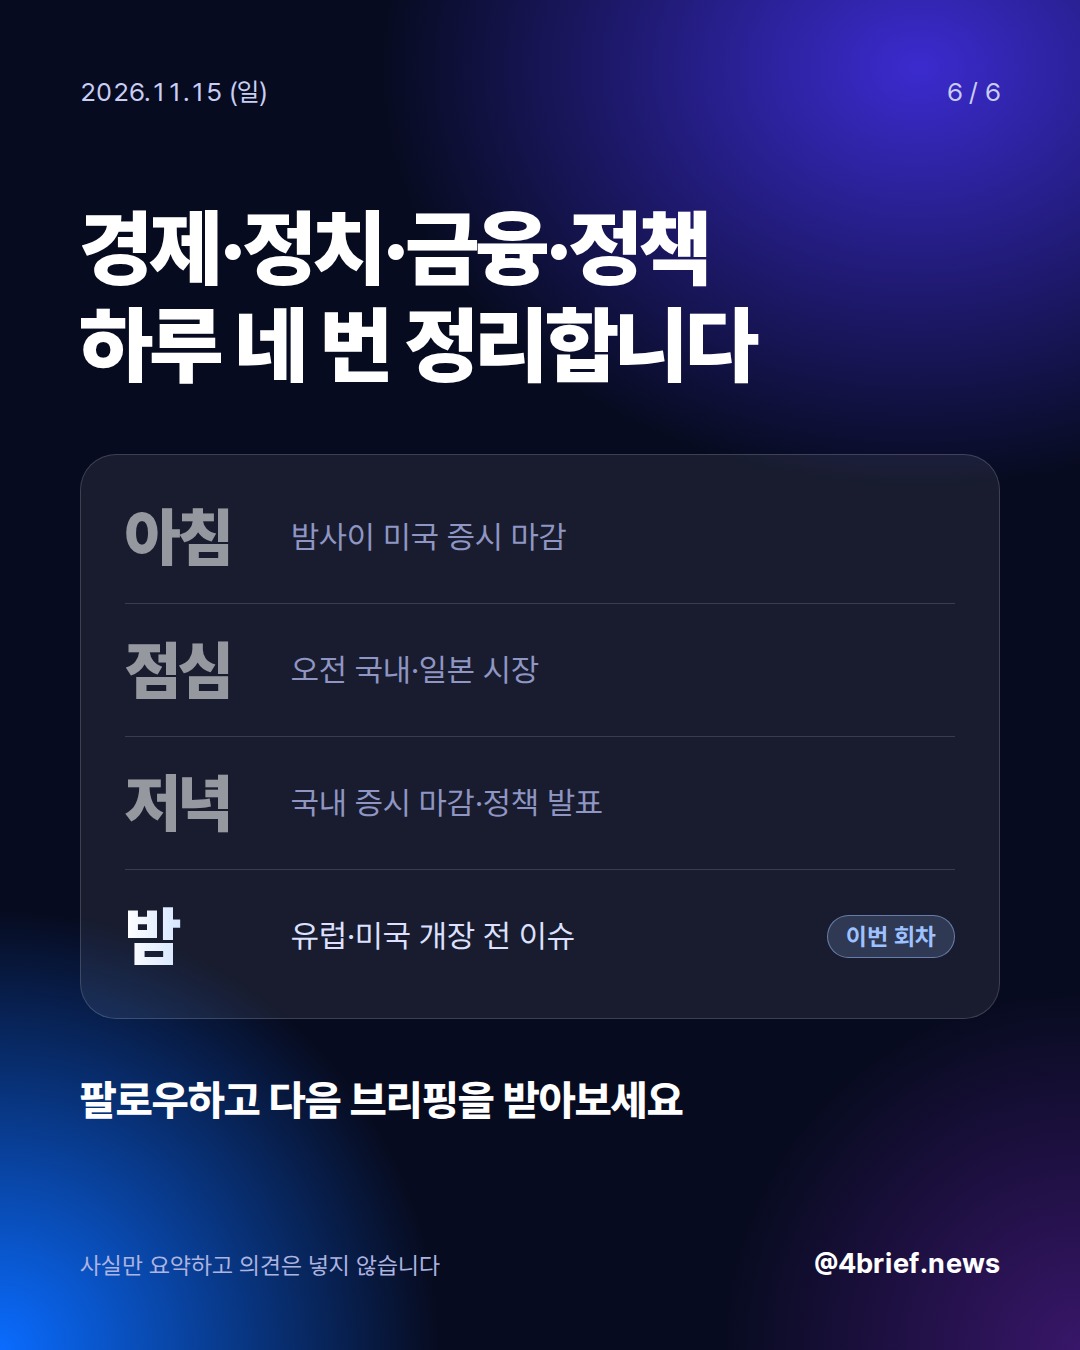 2026.11.15 (일)
6 / 6
경제·정치·금융·정책
하루 네 번 정리합니다
아침
밤사이 미국 증시 마감
점심
오전 국내·일본 시장
저녁
국내 증시 마감·정책 발표
밤
유럽·미국 개장 전 이슈
이번 회차
팔로우하고 다음 브리핑을 받아보세요
사실만 요약하고 의견은 넣지 않습니다
@4brief.news